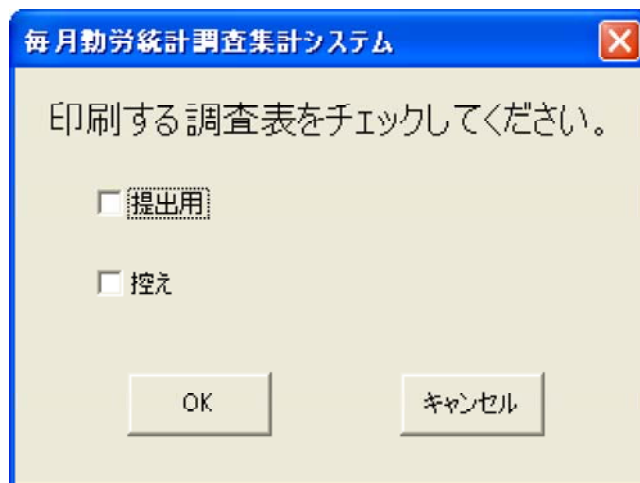 毎月勤労統計調査集計システム
印刷する調査表をチェックしてください。
提出用
控え
OK
キャンセル